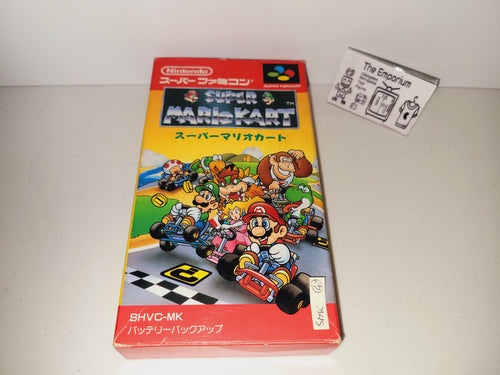 Nintendo
スーパーファミコン
SUPER FAMICOM
SUPER
MARIOKART
TM
スーパーマリオカート
SHVC-MK
バッテリーバックアップ
The Emporium